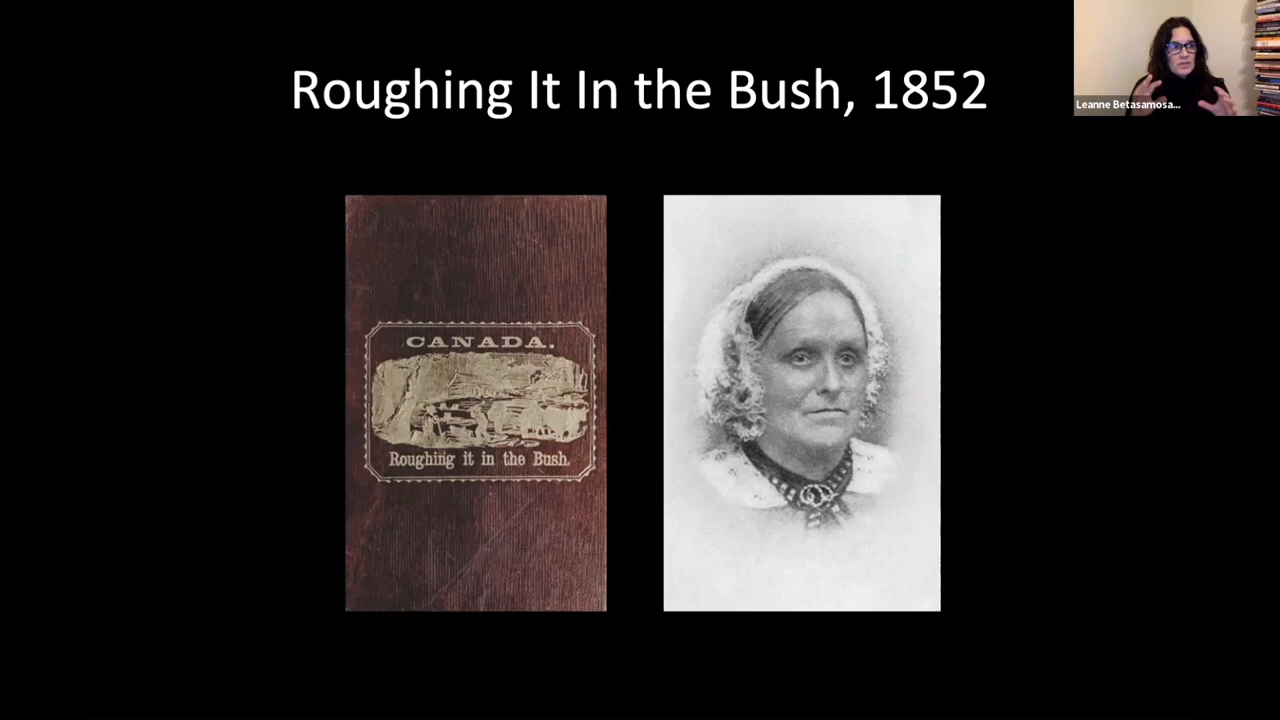 Roughing It In the Bush, 1852
Leanne Betasamosa...
CANADA.
Roughing it in the Bush.